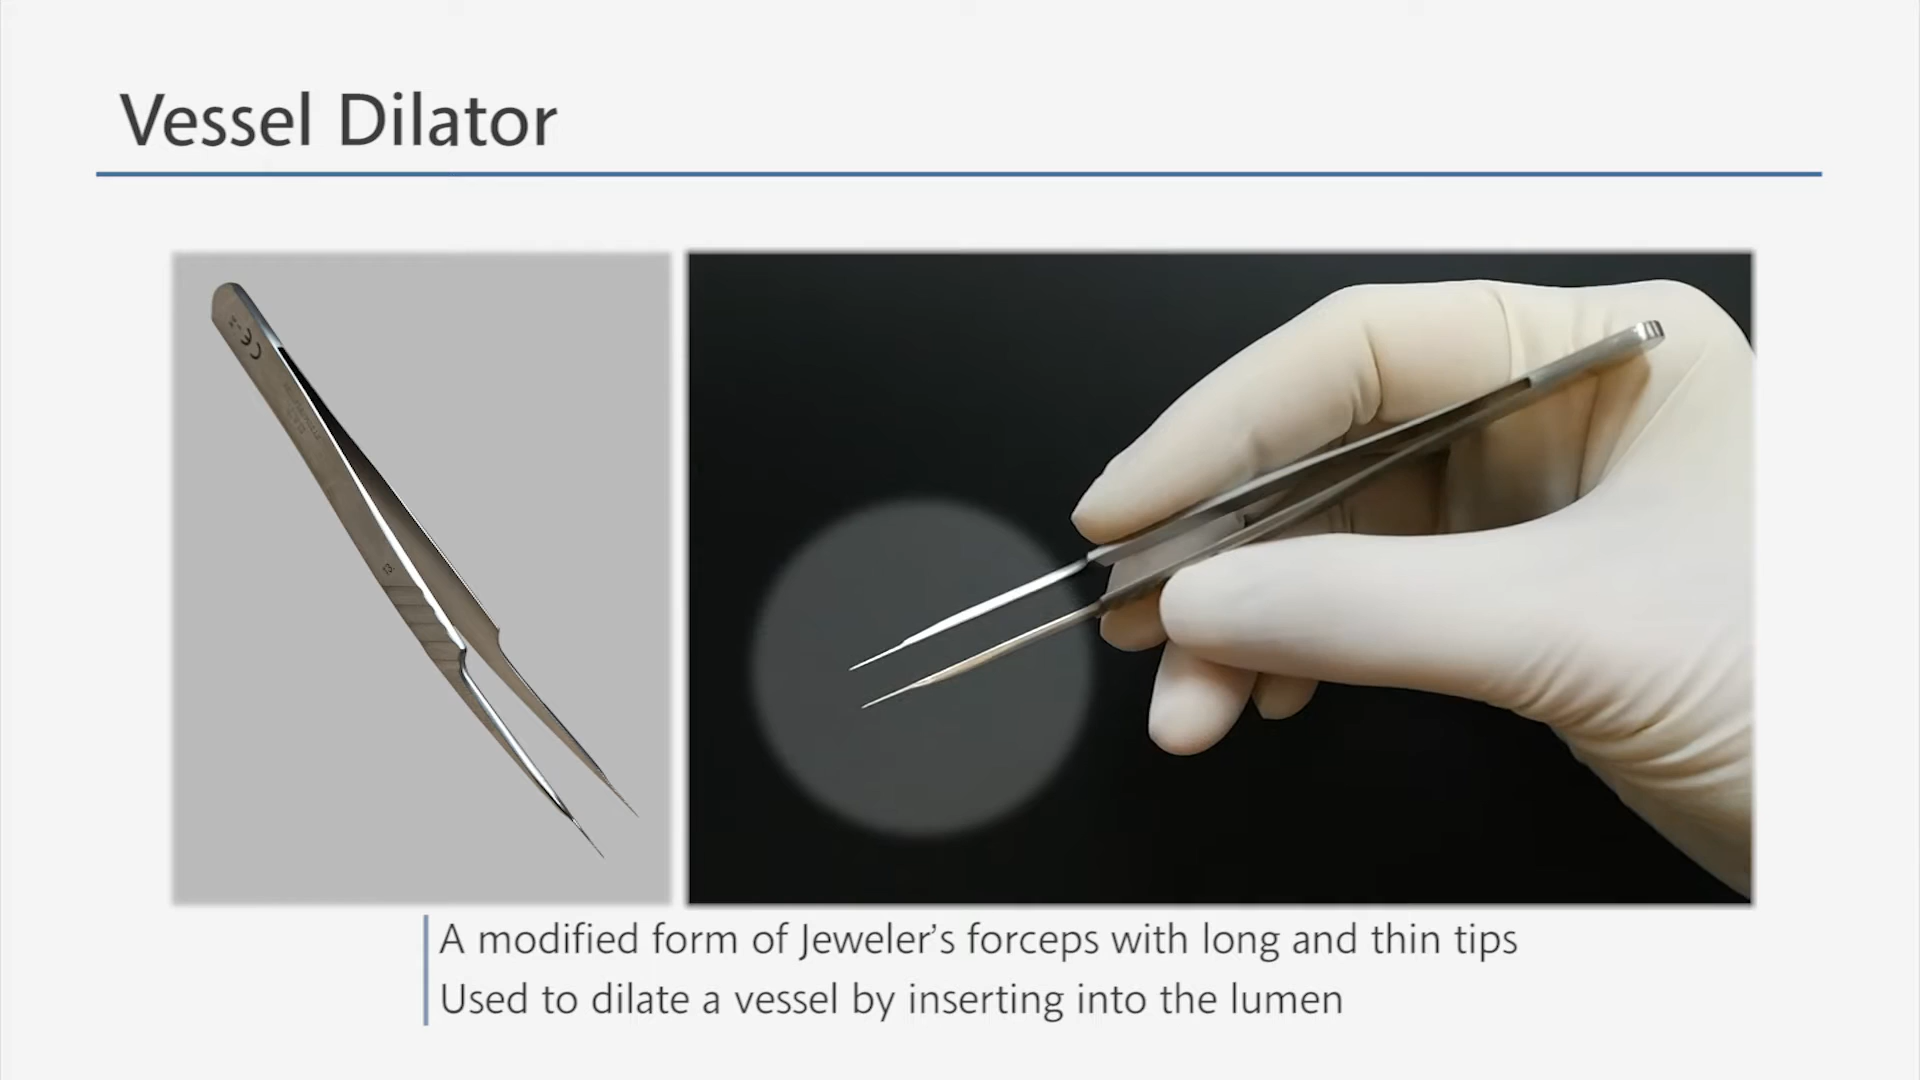 Vessel Dilator
CE
A modified form of Jeweler's forceps with long and thin tips
Used to dilate a vessel by inserting into the lumen